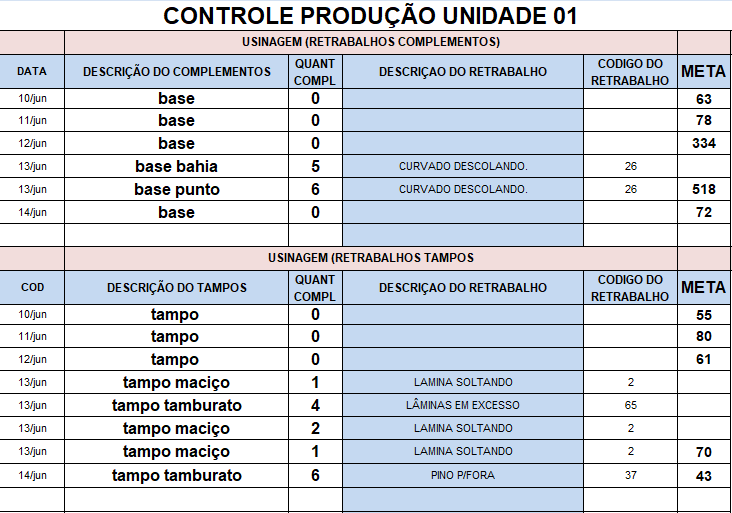 CONTROLE PRODUÇÃO UNIDADE 01
USINAGEM (RETRABALHOS COMPLEMENTOS)
DATA DESCRIÇÃO DO COMPLEMENTOS QUANT COMPL DESCRIÇAO DO RETRABALHO CODIGO DO RETRABALHO META
10/jun base 0 63
11/jun base 0 78
12/jun base 0 334
13/jun base bahia 5 CURVADO DESCOLANDO. 26
13/jun base punto 6 CURVADO DESCOLANDO. 26 518
14/jun base 0 72
USINAGEM (RETRABALHOS TAMPOS
COD DESCRIÇÃO DO TAMPOS QUANT COMPL DESCRIÇAO DO RETRABALHO CODIGO DO RETRABALHO META
10/jun tampo 0 55
11/jun tampo 0 80
12/jun tampo 0 61
13/jun tampo maciço 1 LAMINA SOLTANDO 2
13/jun tampo tamburato 4 LÂMINAS EM EXCESSO 65
13/jun tampo maciço 2 LAMINA SOLTANDO 2
13/jun tampo maciço 1 LAMINA SOLTANDO 2 70
14/jun tampo tamburato 6 PINO P/FORA 37 43